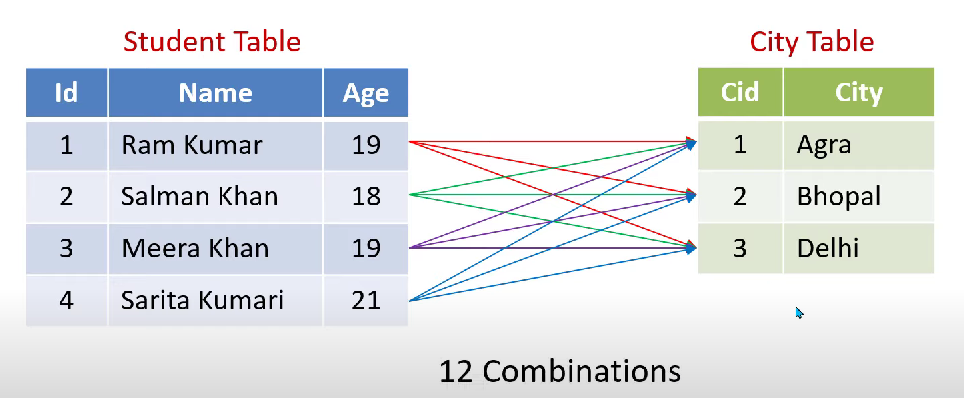 Student Table
Id Name Age
1 Ram Kumar 19
2 Salman Khan 18
3 Meera Khan 19
4 Sarita Kumari 21
City Table
Cid City
1 Agra
2 Bhopal
3 Delhi
12 Combinations